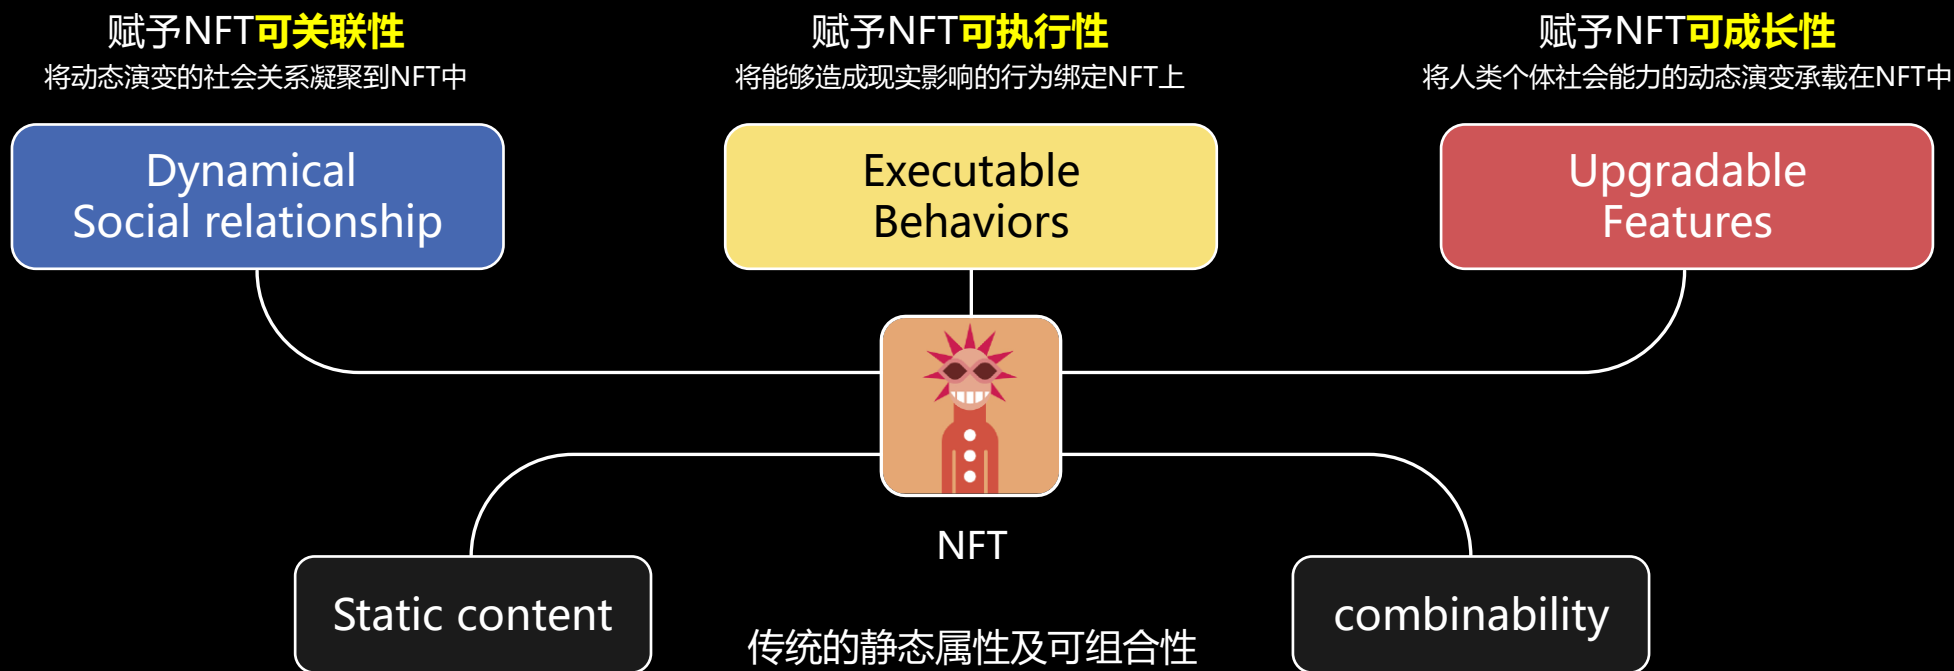 赋予NFT可关联性
将动态演变的社会关系凝聚到NFT中
Dynamical
Social relationship
赋予NFT可执行性
将能够造成现实影响的行为绑定NFT上
Executable
Behaviors
赋予NFT可成长性
将人类个体社会能力的动态演变承载在NFT中
Upgradable
Features
NFT
Static content
传统的静态属性及可组合性
combinability